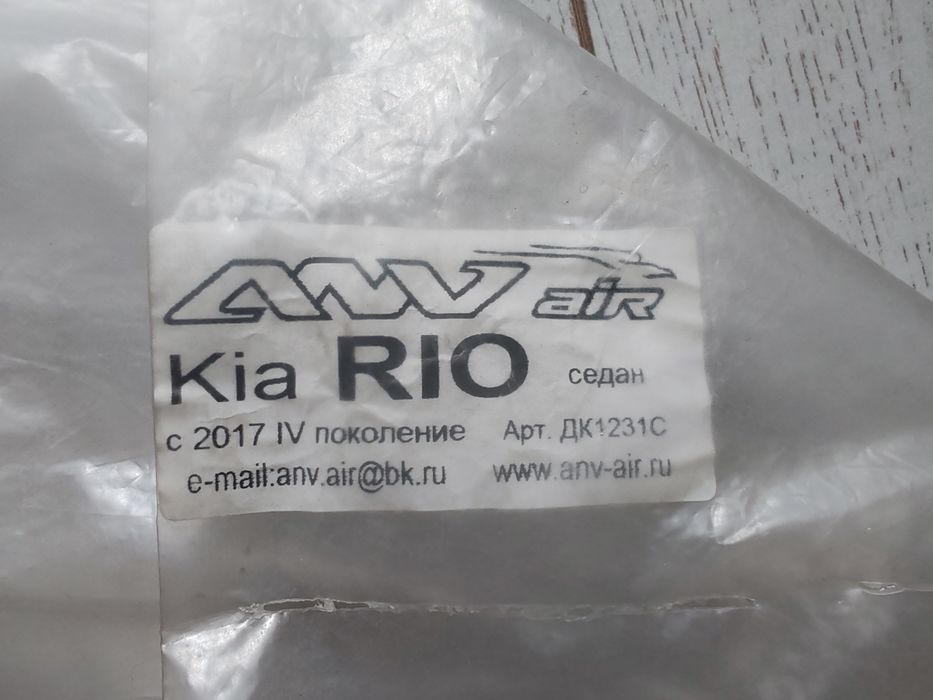 ANV air
Kia RIO седан
с 2017 IV поколение Арт. ДК1231С
e-mail:anv.air@bk.ru www.anv-air.ru